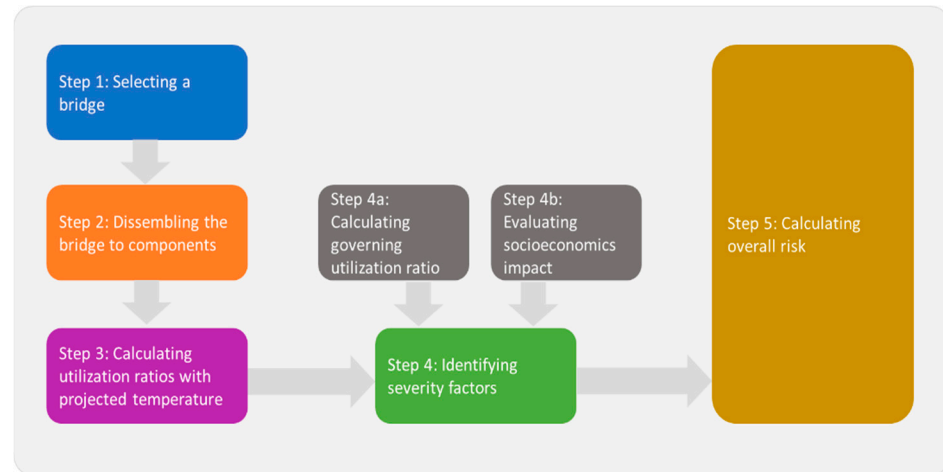 Step 1: Selecting a
bridge
Step 2: Dissembling the
bridge to components
Step 3: Calculating
utilization ratios with
projected temperature
Step 4a:
Calculating
governing
utilization ratio
Step 4b:
Evaluating
socioeconomics
impact
Step 4: Identifying
severity factors
Step 5: Calculating
overall risk